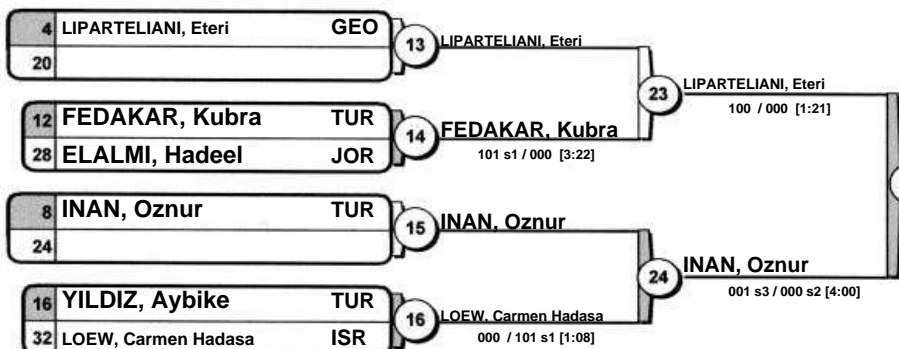 4 LIPARTELIANI, Eteri GEO
20
13 LIPARTELIANI, Eteri
23 LIPARTELIANI, Eteri
100 / 000 [1:21]
12 FEDAKAR, Kubra TUR
28 ELALMI, Hadeel JOR
14 FEDAKAR, Kubra
101 s1 / 000 [3:22]
8 INAN, Oznur TUR
24
15 INAN, Oznur
24 INAN, Oznur
001 s3 / 000 s2 [4:00]
16 YILDIZ, Aybike TUR
32 LOEW, Carmen Hadasa ISR
16 LOEW, Carmen Hadasa
000 / 101 s1 [1:08]